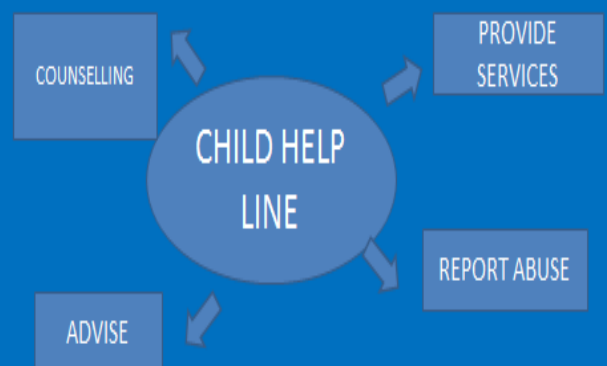 COUNSELLING
PROVIDE
SERVICES
CHILD HELP
LINE
REPORT ABUSE
ADVISE